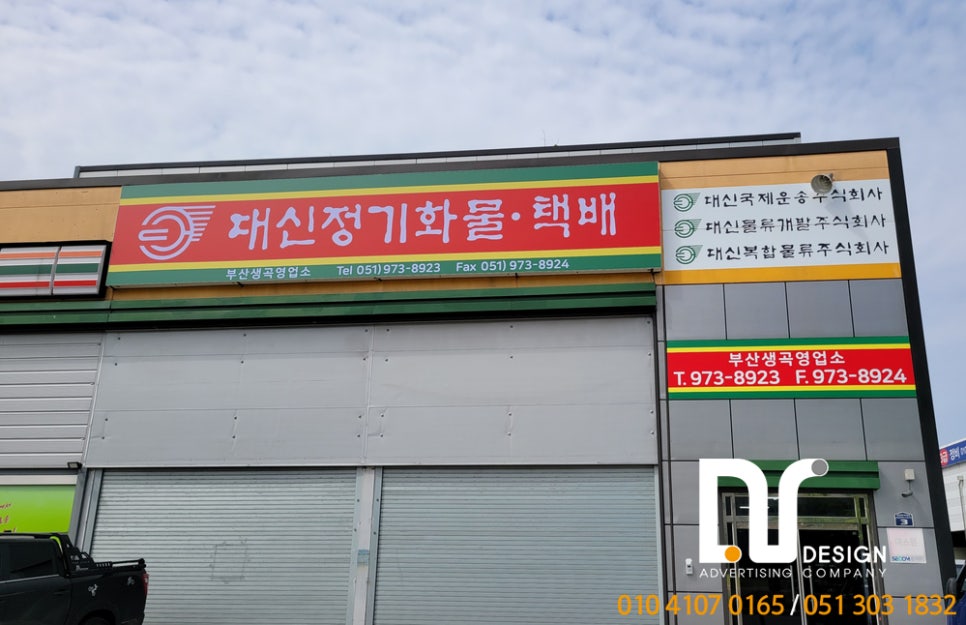 대신정기화물·택배
부산생곡영업소 Tel 051)973-8923 Fax 051)973-8924
대신국제운송주식회사
대신물류개발주식회사
대신복합물류주식회사
부산생곡영업소
T. 973-8923 F. 973-8924
SECOM
DESIGN
ADVERTISING COMPANY
010 4107 0165 / 051 303 1832